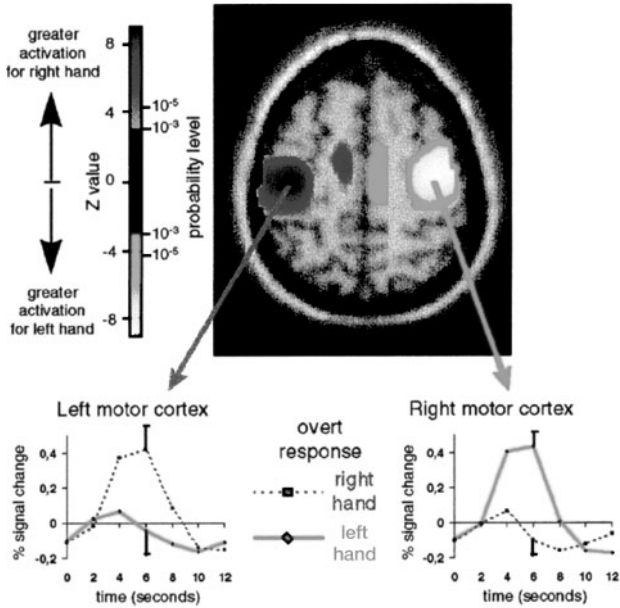 greater
activation
for right hand
8
4
0
-4
-8
Z value
10-5
10-3
10-3
10-5
probability level
greater
activation
for left hand
Left motor cortex
% signal change
0,4
0,2
0
-0,2
0 2 4 6 8 10 12
time (seconds)
overt
response
right
hand
left
hand
Right motor cortex
% signal change
0,4
0,2
0
-0,2
0 2 4 6 8 10 12
time (seconds)